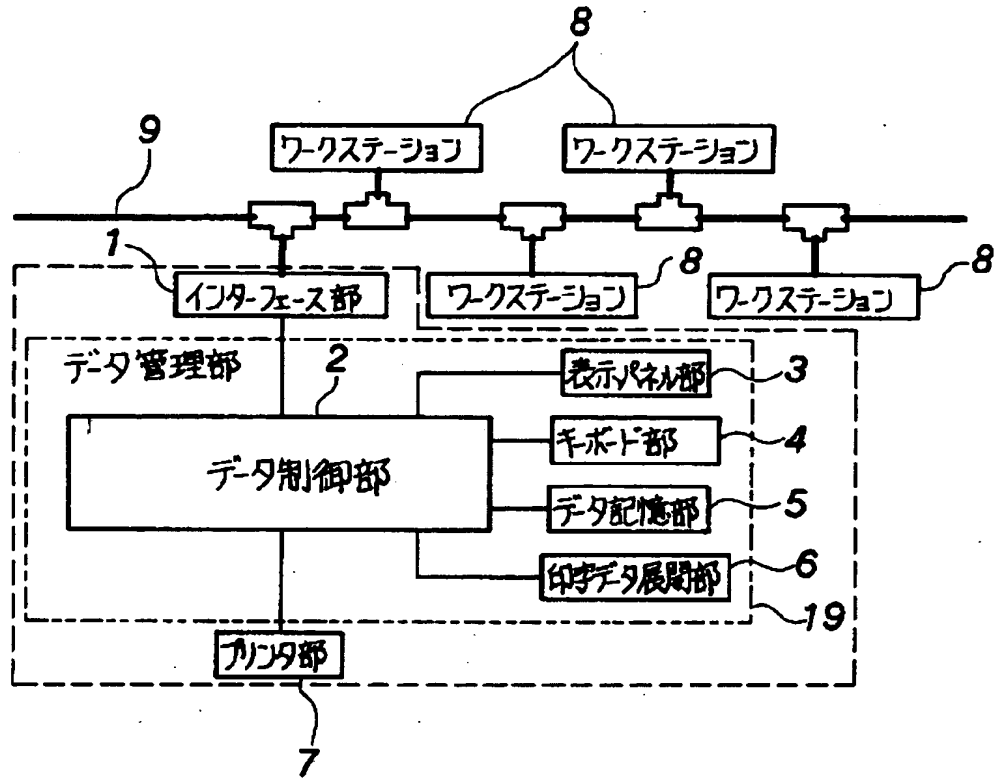 8
ワークステーション
ワークステーション
9
1
インターフェース部
8
ワークステーション
8
ワークステーション
データ管理部
2
表示パネル部
3
データ制御部
キーボード部
4
データ記憶部
5
印字データ展開部
6
19
プリンタ部
7